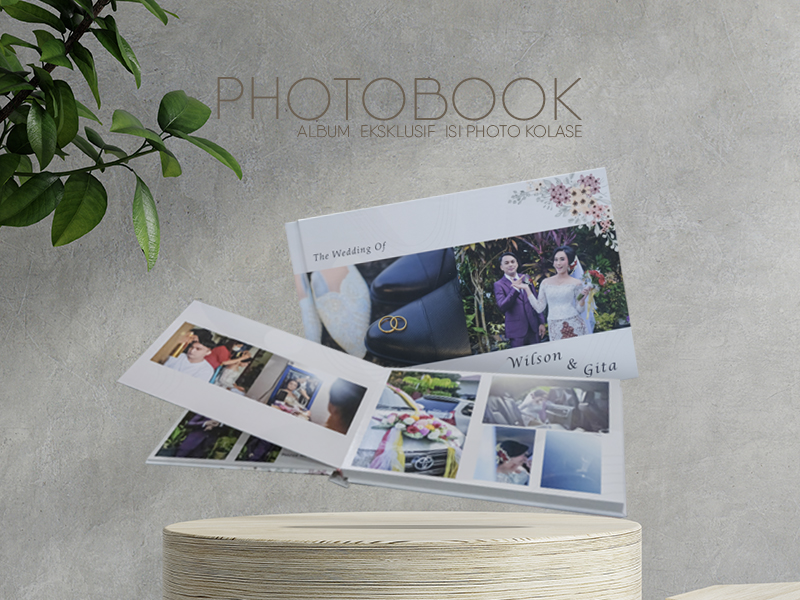 PHOTOBOOK
ALBUM EKSKLUSIF ISI PHOTO KOLASE
The Wedding Of
Wilson & Gita